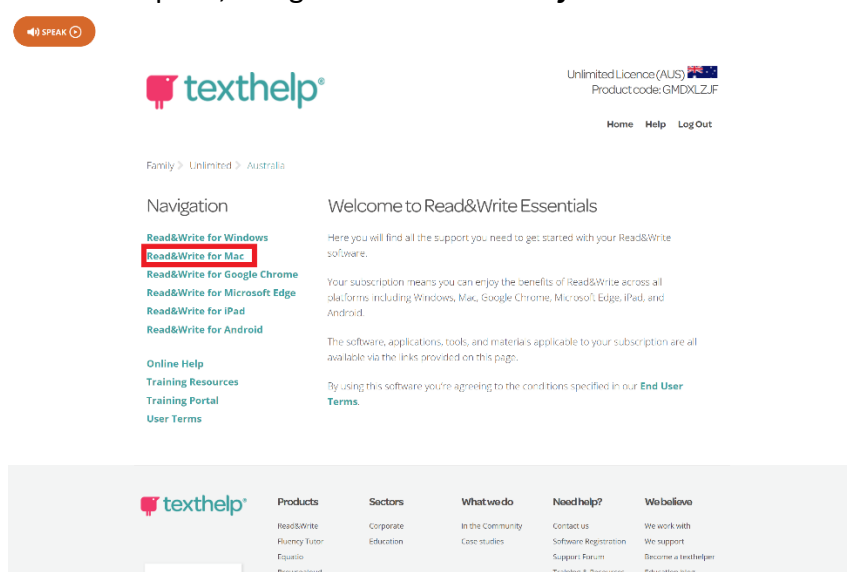 SPEAK
texthelp®
Unlimited Licence (AUS)
Product code: GMDXLZJF
Home Help Log Out
Family > Unlimited > Australia
Navigation
Read&Write for Windows
Read&Write for Mac
Read&Write for Google Chrome
Read&Write for Microsoft Edge
Read&Write for iPad
Read&Write for Android
Online Help
Training Resources
Training Portal
User Terms
Welcome to Read&Write Essentials
Here you will find all the support you need to get started with your Read&Write
software.
Your subscription means you can enjoy the benefits of Read&Write across all
platforms including Windows, Mac, Google Chrome, Microsoft Edge, iPad, and
Android.
The software, applications, tools, and materials applicable to your subscription are all
available via the links provided on this page.
By using this software you're agreeing to the conditions specified in our End User
Terms.
texthelp®
Products
Read&Write
Fluency Tutor
Equatio
Sectors
Corporate
Education
What we do
In the Community
Case studies
Need help?
Contact us
Software Registration
Support Forum
Training & Resources
We believe
We work with
We support
Become a texthelper
Education blog